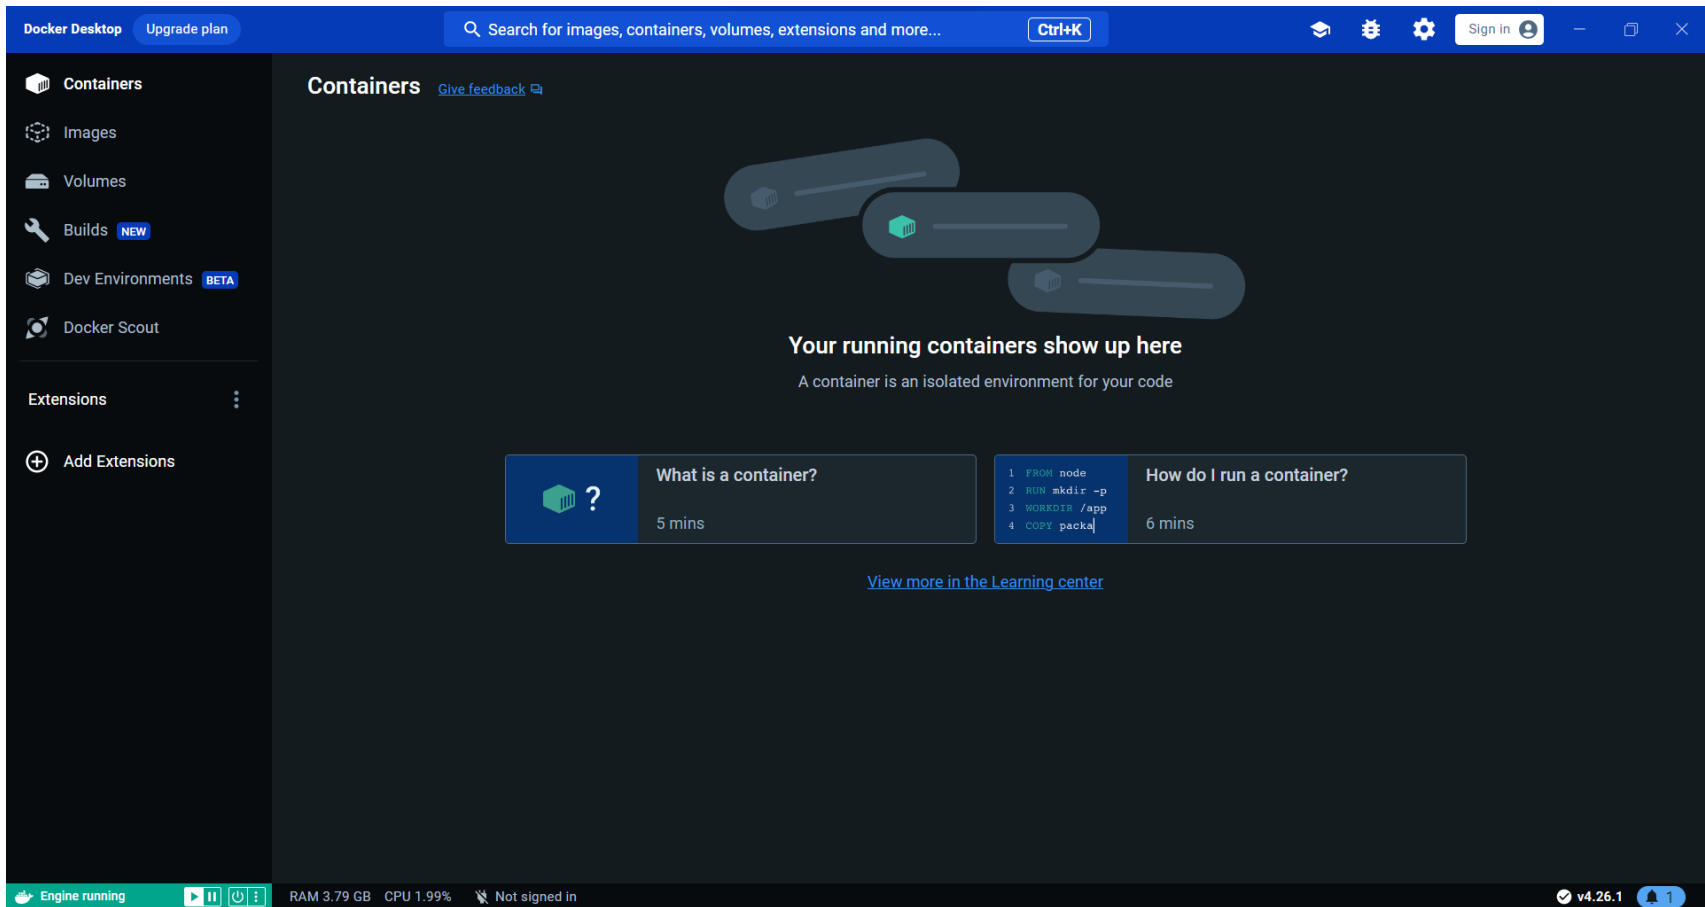 Docker Desktop Upgrade plan Search for images, containers, volumes, extensions and more... Ctrl+K Sign in
Containers
Images
Volumes
Builds NEW
Dev Environments BETA
Docker Scout
Extensions
Add Extensions
Containers Give feedback
Your running containers show up here
A container is an isolated environment for your code
?
What is a container?
5 mins
1 FROM node
2 RUN mkdir -p
3 WORKDIR /app
4 COPY packa
How do I run a container?
6 mins
View more in the Learning center
Engine running RAM 3.79 GB CPU 1.99% Not signed in v4.26.1 1